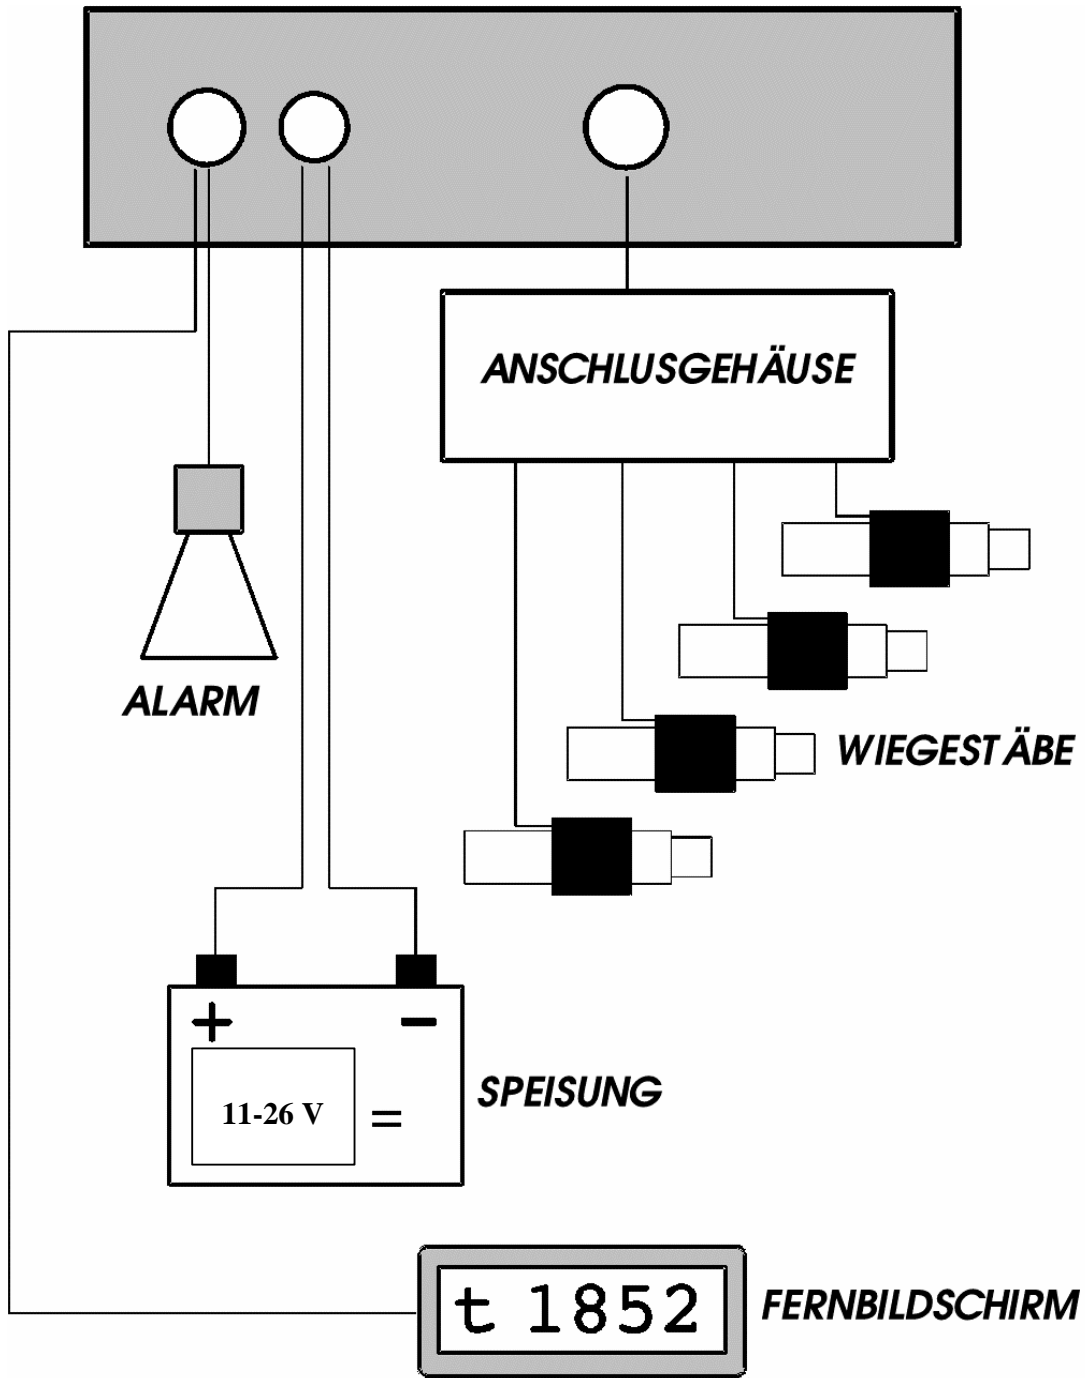 ANSCHLUSGEHÄUSE
ALARM
WIEGESTÄBE
+ −
11-26 V =
SPEISUNG
t 1852
FERNBILDSCHIRM